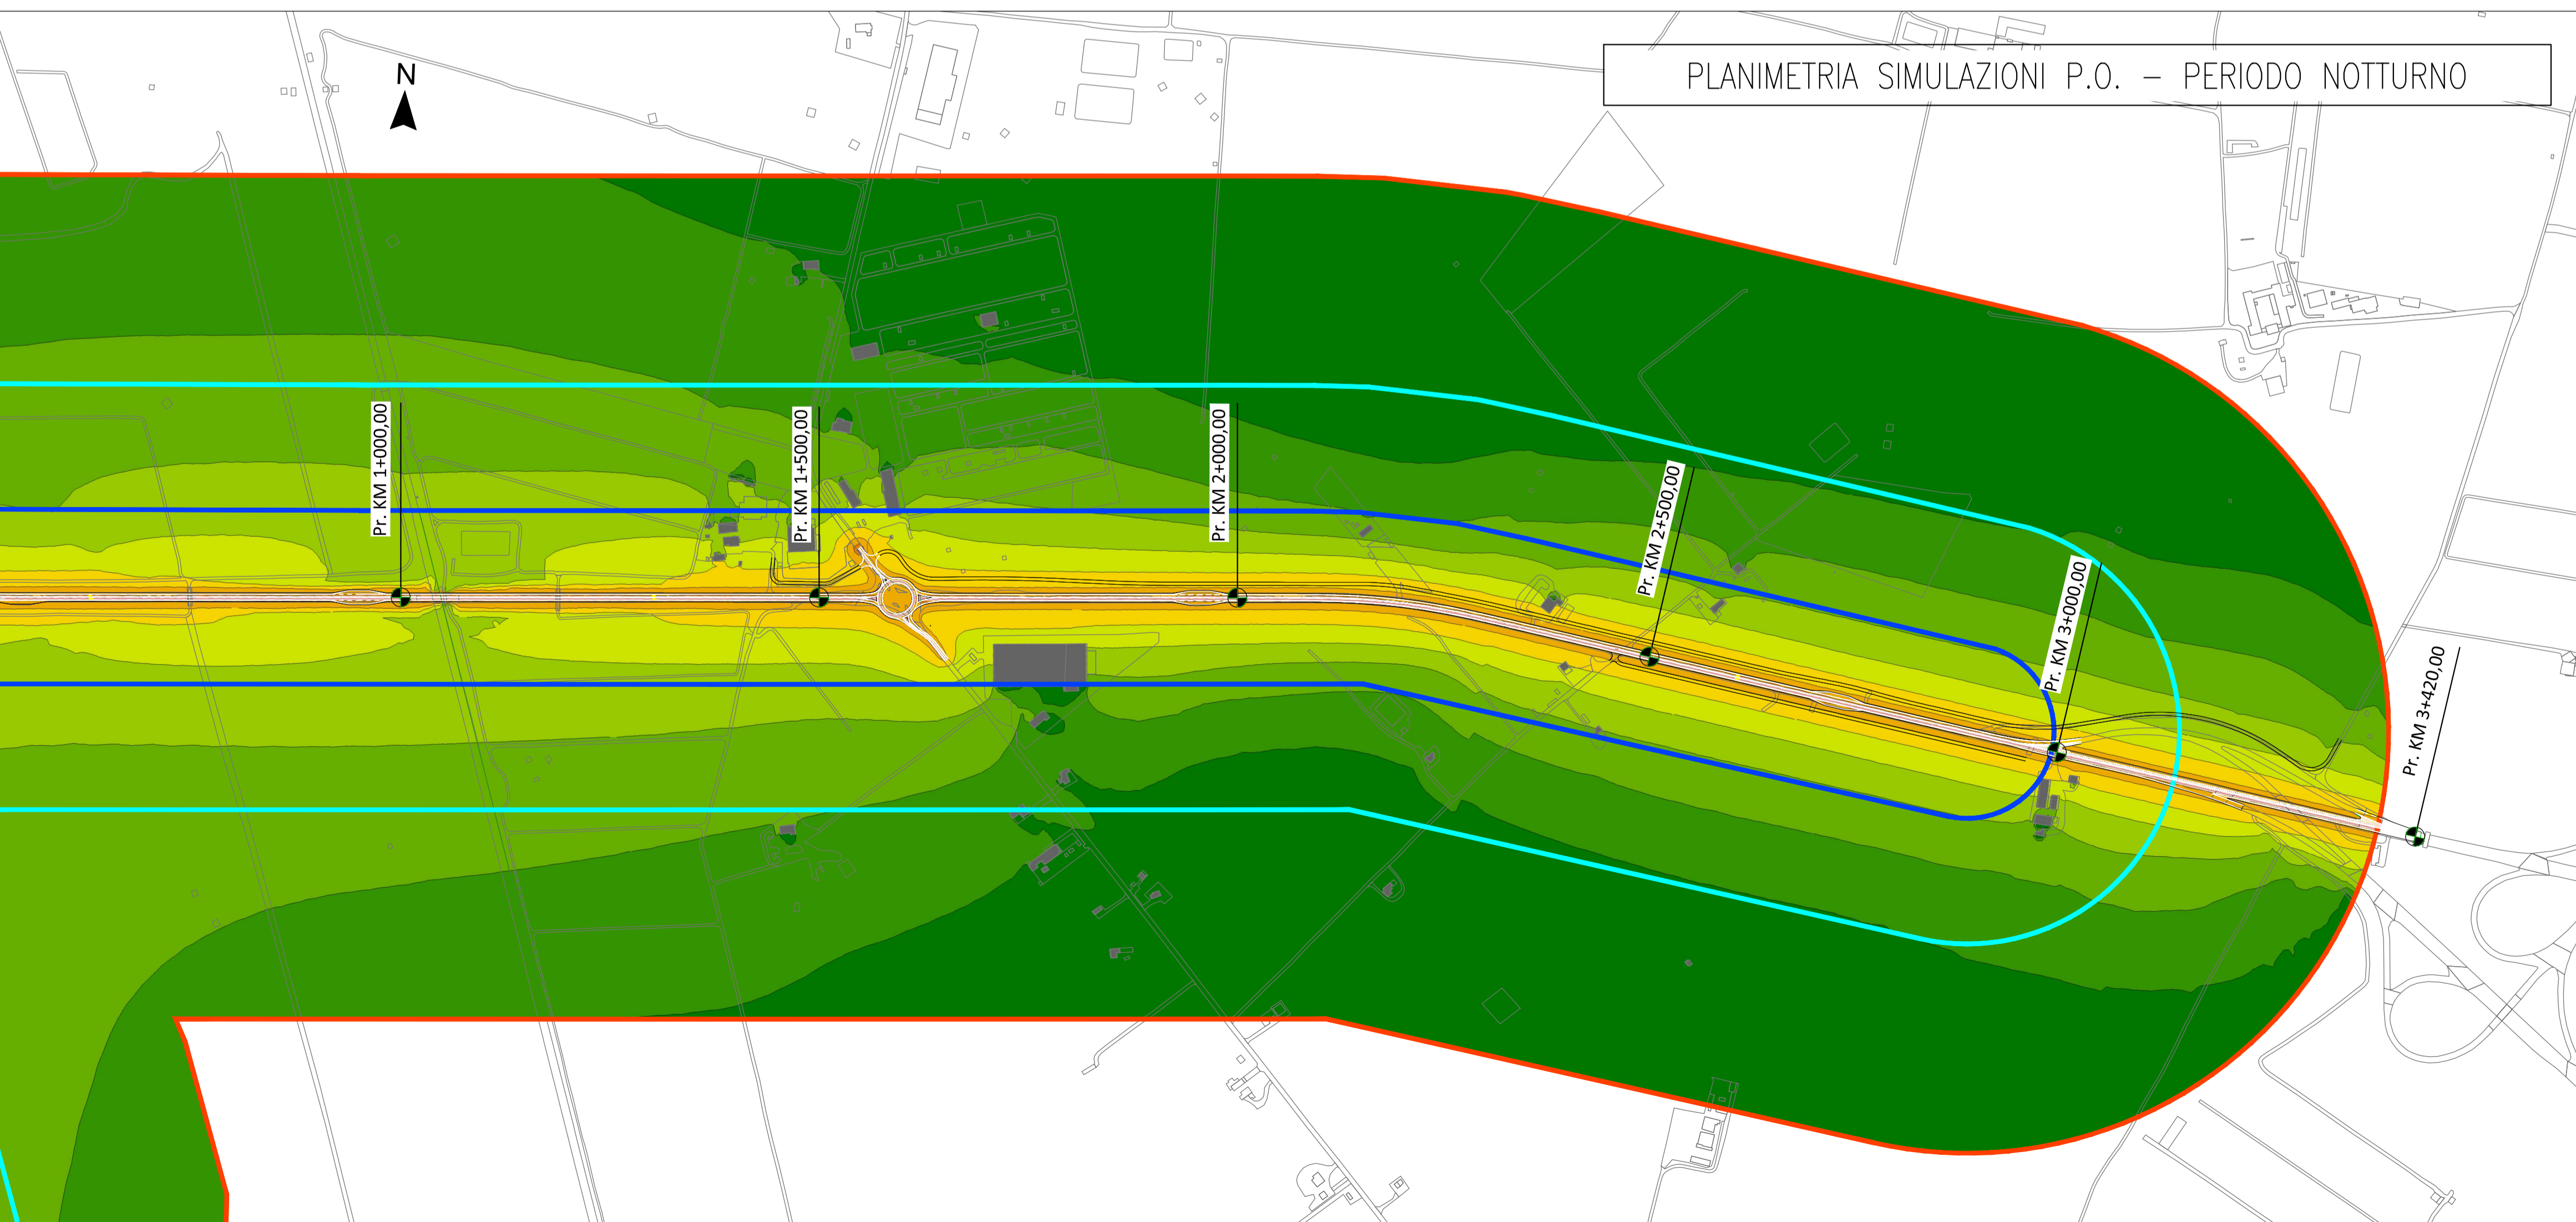 PLANIMETRIA SIMULAZIONI P.O. – PERIODO NOTTURNO
N
Pr. KM 1+000,00
Pr. KM 1+500,00
Pr. KM 2+000,00
Pr. KM 2+500,00
Pr. KM 3+000,00
Pr. KM 3+420,00